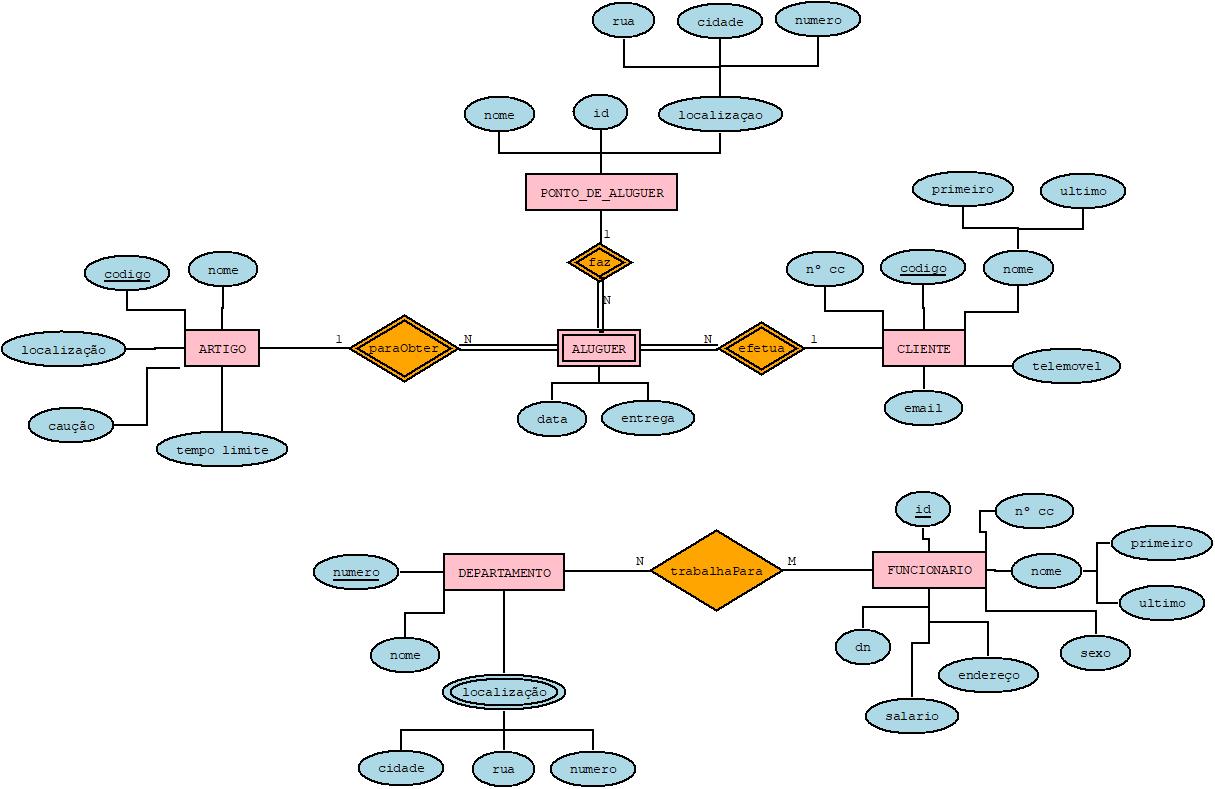 rua
cidade
numero
nome
id
localizaçao
PONTO_DE_ALUGUER
primeiro
ultimo
1
codigo
nome
faz
nº cc
codigo
nome
N
localização
ARTIGO
1
paraObter
N
ALUGUER
N
efetua
1
CLIENTE
telemovel
caução
data
entrega
email
tempo limite
id
nº cc
numero
DEPARTAMENTO
N
trabalhaPara
M
FUNCIONARIO
nome
primeiro
ultimo
nome
dn
sexo
localização
endereço
salario
cidade
rua
numero